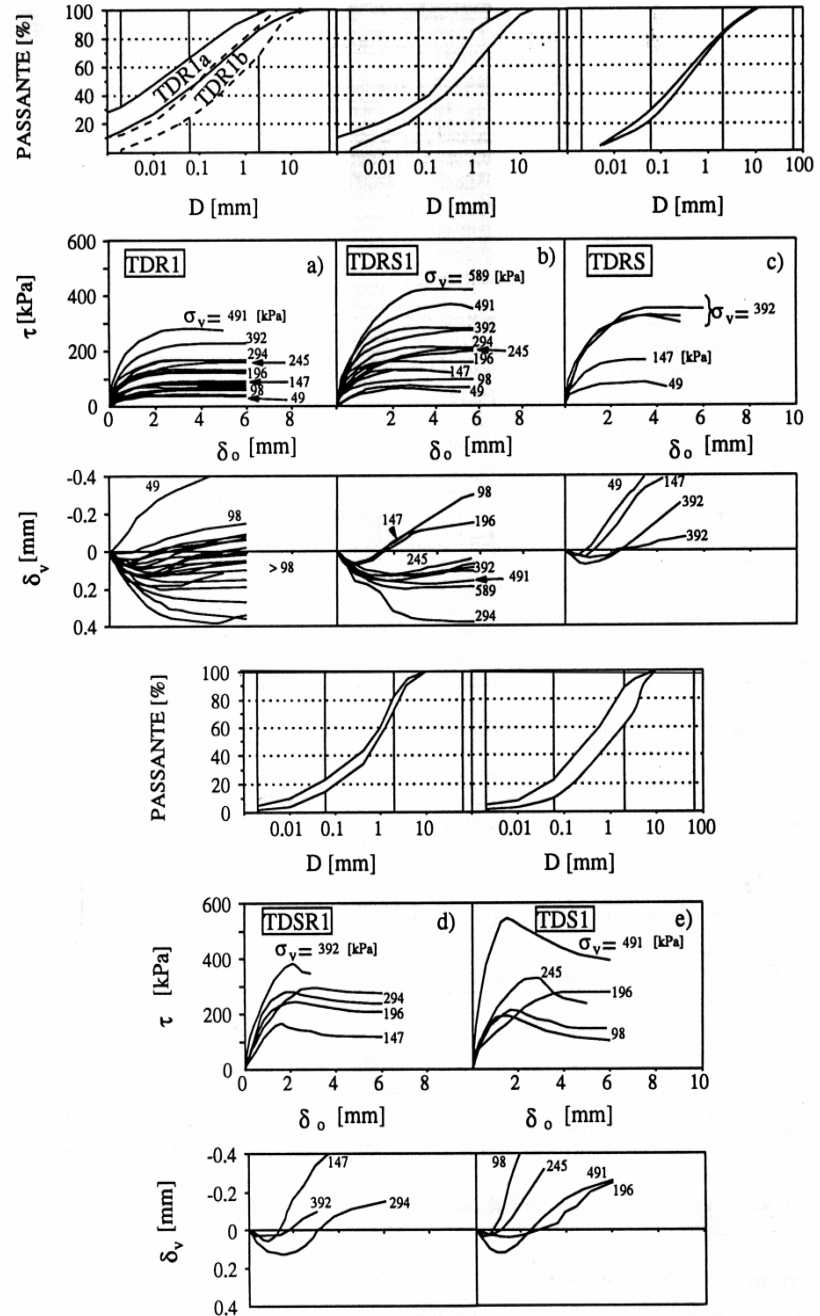 PASSANTE [%]
100
80
60
40
20
TDR1a
TDR1b
0.01 0.1 1 10
0.01 0.1 1 10
0.01 0.1 1 10 100
D [mm]
D [mm]
D [mm]
τ [kPa]
600
400
200
0
TDR1
a)
σv= 491 [kPa]
392
294
245
196
147
98
49
TDRS1
b)
σv= 589 [kPa]
491
392
294
245
196
147
98
49
TDRS
c)
σv= 392
147 [kPa]
49
0 2 4 6 8
0 2 4 6 8
0 2 4 6 8 10
δo [mm]
δo [mm]
δo [mm]
δv [mm]
-0.4
-0.2
0
0.2
0.4
49
98
> 98
98
147
196
245
392
491
589
294
49
147
392
392
PASSANTE [%]
100
80
60
40
20
0
0.01 0.1 1 10
0.01 0.1 1 10 100
D [mm]
D [mm]
τ [kPa]
600
400
200
0
TDSR1
d)
σv= 392 [kPa]
294
196
147
TDS1
e)
σv= 491 [kPa]
245
196
98
0 2 4 6 8
2 4 6 8 10
δo [mm]
δo [mm]
δv [mm]
-0.4
-0.2
0
0.2
0.4
147
392
294
98
245
491
196